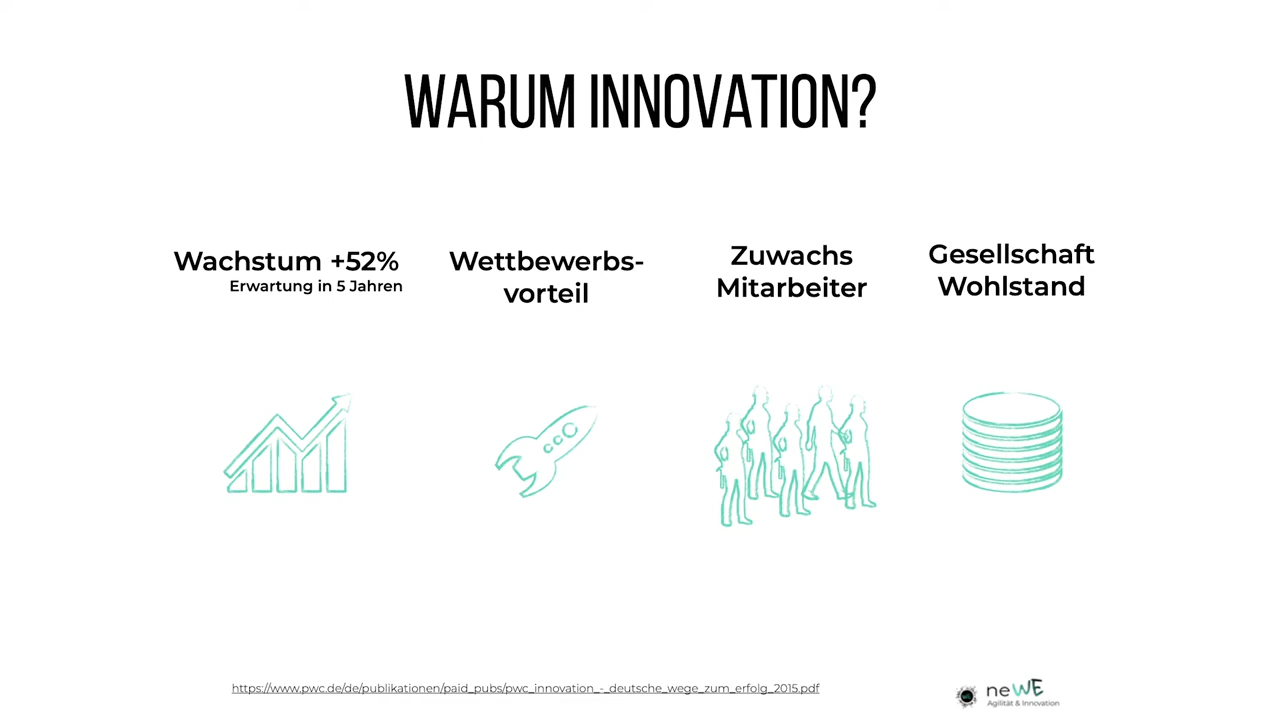 WARUM INNOVATION?
Wachstum +52%
Erwartung in 5 Jahren
Wettbewerbs-
vorteil
Zuwachs
Mitarbeiter
Gesellschaft
Wohlstand
https://www.pwc.de/de/publikationen/paid_pubs/pwc_innovation_-_deutsche_wege_zum_erfolg_2015.pdf
neWE
Agilität & Innovation